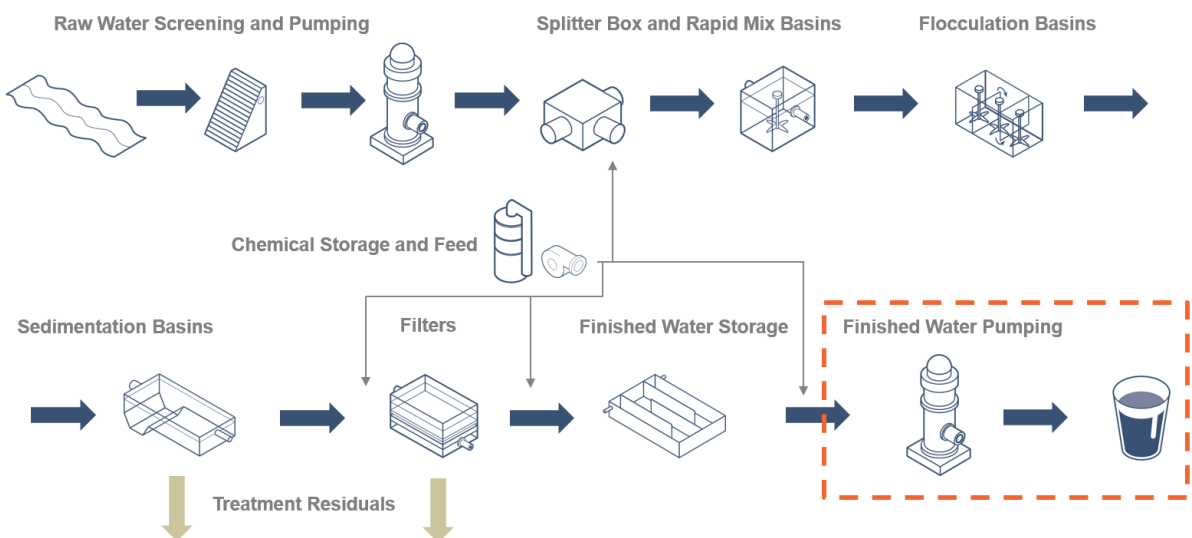 Raw Water Screening and Pumping
Splitter Box and Rapid Mix Basins
Flocculation Basins
Chemical Storage and Feed
Sedimentation Basins
Filters
Finished Water Storage
Finished Water Pumping
Treatment Residuals